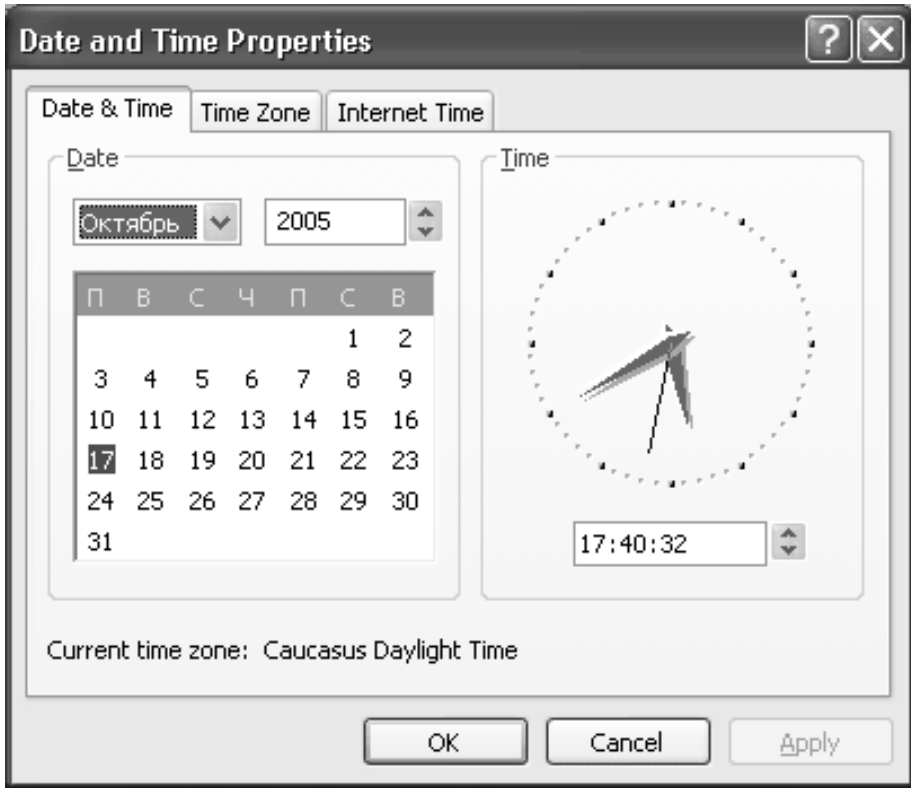 Date and Time Properties
Date & Time Time Zone Internet Time
Date
Октябрь 2005
П В С Ч П С В
1 2
3 4 5 6 7 8 9
10 11 12 13 14 15 16
17 18 19 20 21 22 23
24 25 26 27 28 29 30
31
Time
17:40:32
Current time zone: Caucasus Daylight Time
OK Cancel Apply